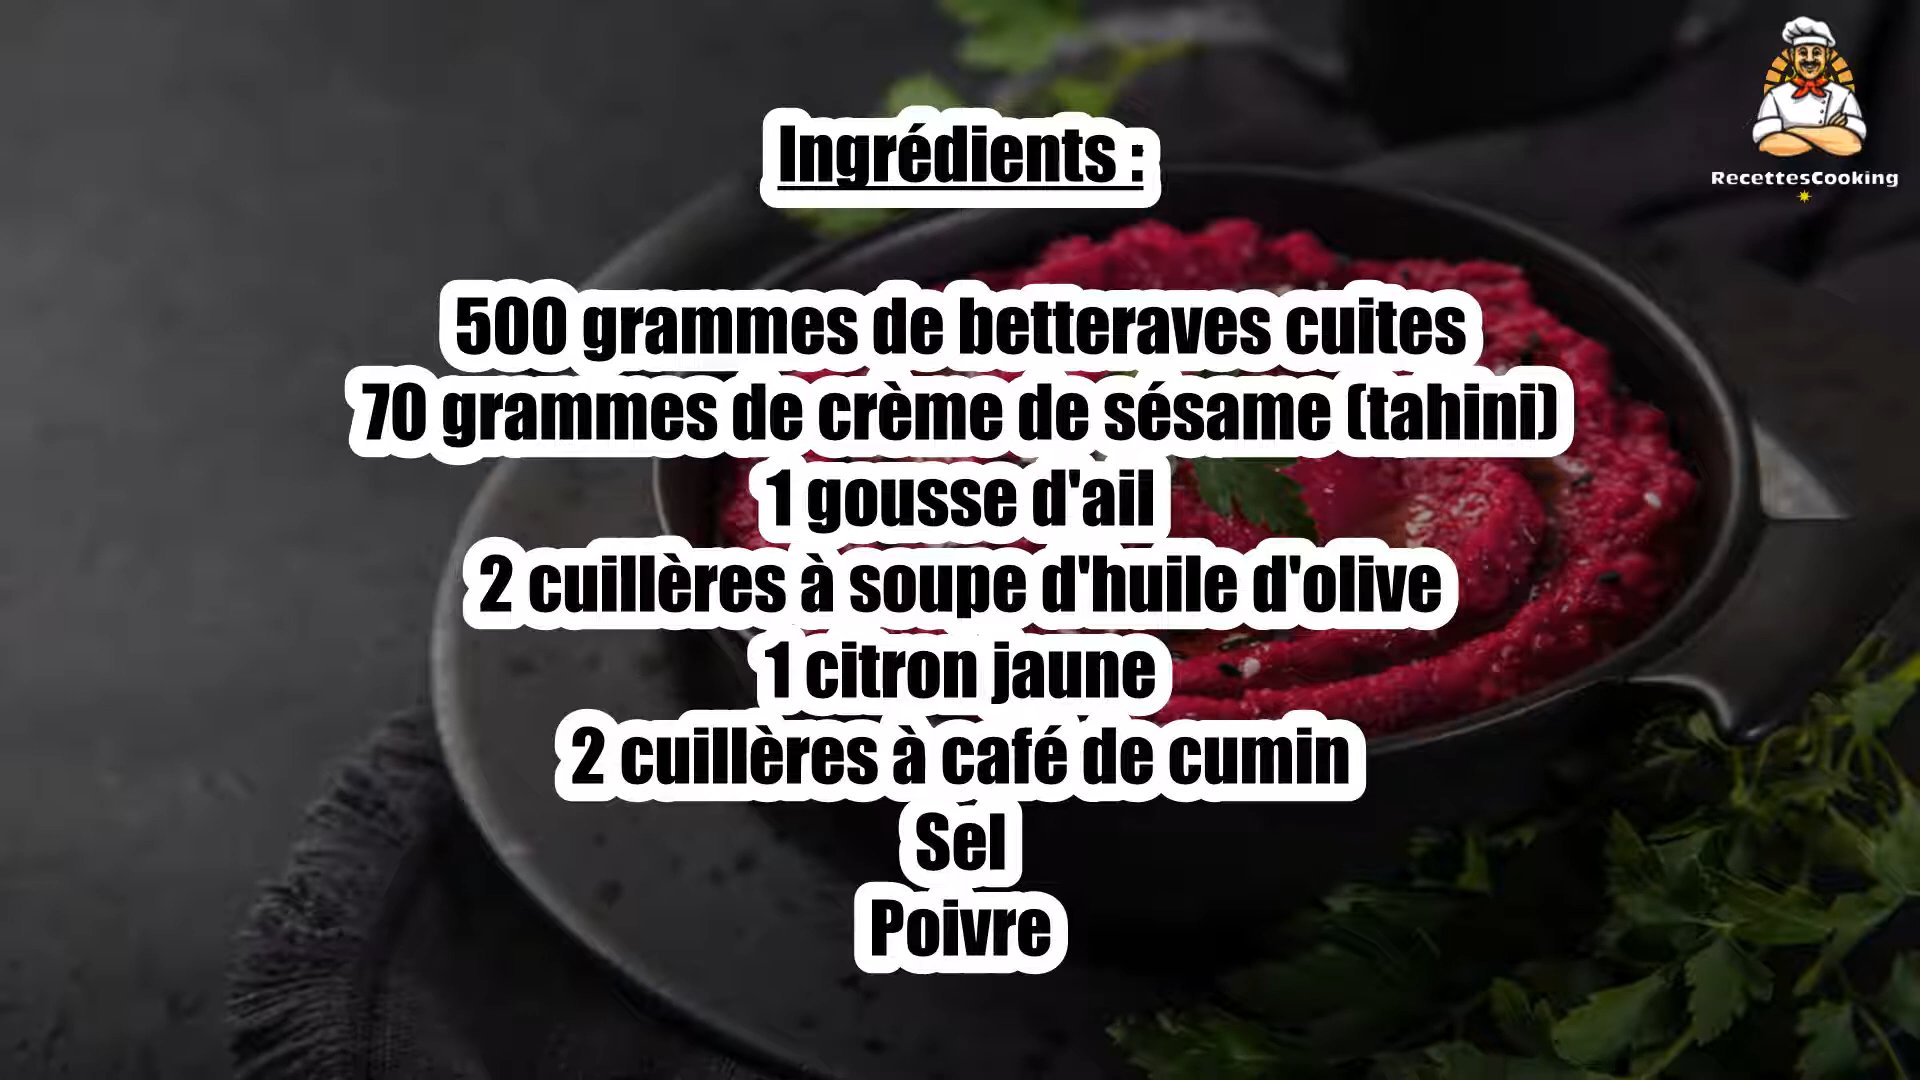 RecettesCooking
Ingrédients :
500 grammes de betteraves cuites
70 grammes de crème de sésame (tahini)
1 gousse d'ail
2 cuillères à soupe d'huile d'olive
1 citron jaune
2 cuillères à café de cumin
Sel
Poivre